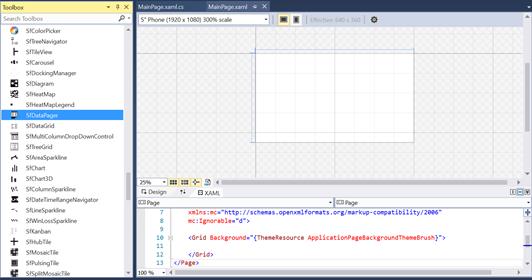 Toolbox
Search Toolbox
SfColorPicker
SfTreeNavigator
SfTileView
SfCarousel
SfDockingManager
SfDiagram
SfHeatMap
SfHeatMapLegend
SfDataPager
SfDataGrid
SfMultiColumnDropDownControl
SfTreeGrid
SfAreaSparkline
SfChart
SfChart3D
SfColumnSparkline
SfDateTimeRangeNavigator
SfLineSparkline
SfWinLossSparkline
SfHubTile
SfMosaicTile
SfPulsingTile
SfSplitMosaicTile
MainPage.xaml.cs
MainPage.xaml
5" Phone (1920 x 1080) 300% scale
Effective: 640 x 360
25%
Design
XAML
Page
Page
7 xmlns:mc="http://schemas.openxmlformats.org/markup-compatibility/2006"
8 mc:Ignorable="d">
9
10 <Grid Background="{ThemeResource ApplicationPageBackgroundThemeBrush}">
11
12 </Grid>
13 </Page>
100 %